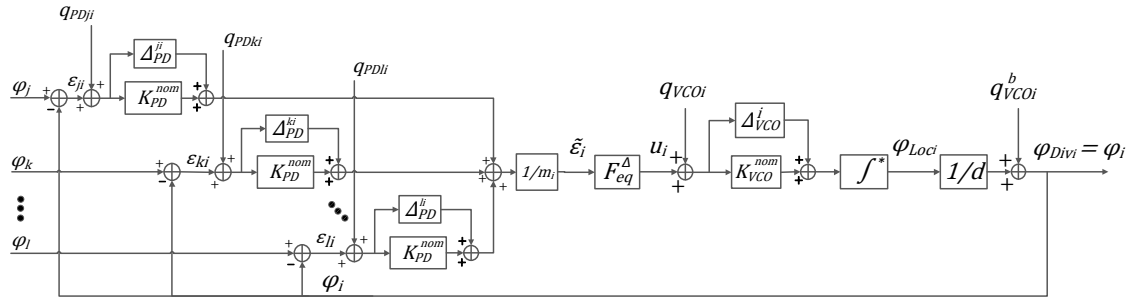 q_PDji
q_PDki
q_PDli
q_VCOi
q^b_VCOi
Δ^ji_PD
φ_j + − ε_ji + + K^nom_PD + +
Δ^ki_PD
φ_k + − ε_ki + + K^nom_PD + + + + + 1/m_i ε̃_i F^Δ_eq u_i + + Δ^i_VCO K^nom_VCO + + ∫* φ_Loci 1/d + + φ_Divi = φ_i
Δ^li_PD
φ_l + − ε_li + + K^nom_PD + +
φ_i